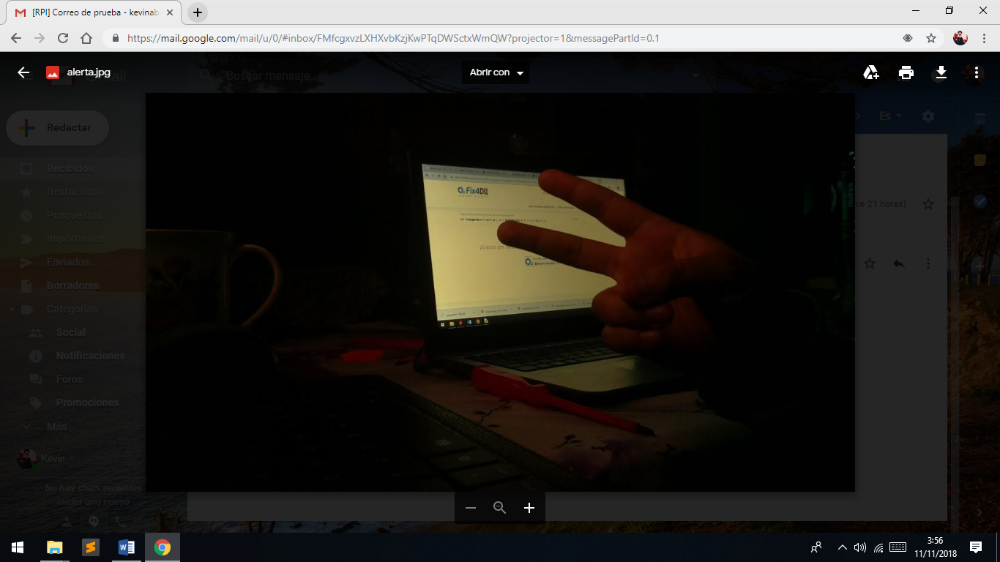 [RPI] Correo de prueba - kevinab
https://mail.google.com/mail/u/0/#inbox/FMfcgxvzLXHXvbKzjKwPTqDWSctxWmQW?projector=1&messagePartId=0.1
alerta.jpg
Abrir con
Gmail
Buscar mensaje
Redactar
Es
Recibidos
Destacados
Pospuestos
ce 21 horas)
Importantes
Enviados
Borradores
Categorías
Social
Notificaciones
Foros
Promociones
Más
Kevin
No hay chats recientes
Iniciar uno nuevo
Fix4Dll
¡Gracias por
3:56
11/11/2018